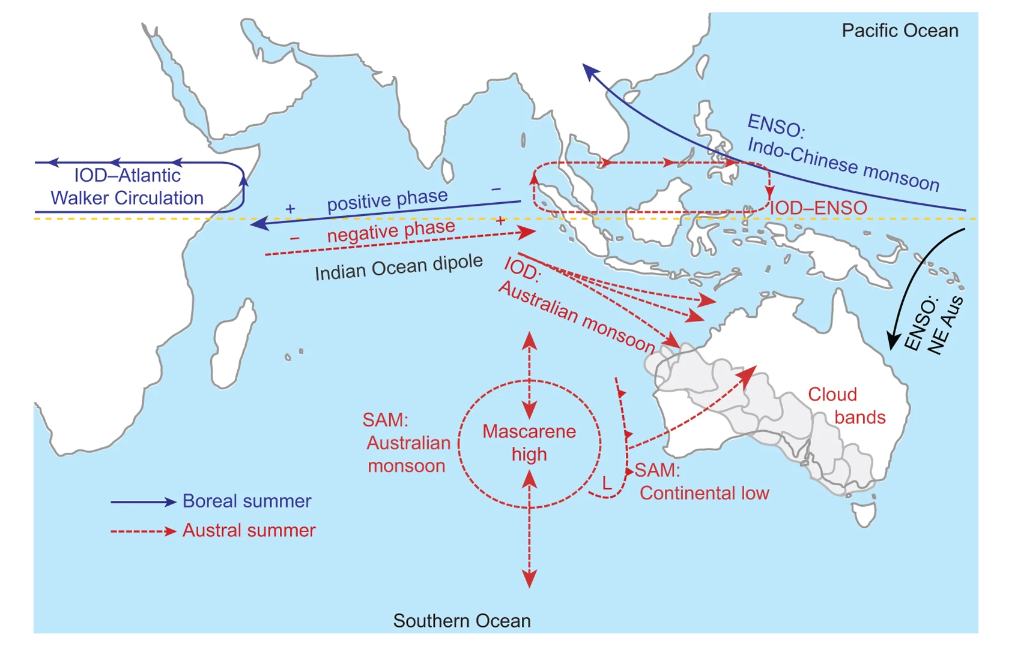 Pacific Ocean
ENSO:
Indo-Chinese monsoon
IOD–Atlantic
Walker Circulation
+ positive phase −
− negative phase +
Indian Ocean dipole
IOD–ENSO
IOD:
Australian monsoon
ENSO:
NE Aus
Cloud
bands
SAM:
Australian
monsoon
Mascarene
high
L
SAM:
Continental low
Boreal summer
Austral summer
Southern Ocean